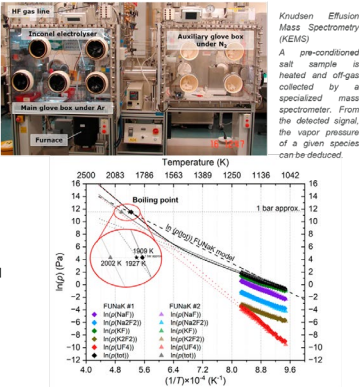 HF gas line
Inconel electrolyser
Auxiliary glove box
under N2
Main glove box under Ar
Furnace
Knudsen Effusion
Mass Spectrometry
(KEMS)
A pre-conditioned
salt sample is
heated and off-gas
collected by a
specialized mass
spectrometer. From
the detected signal,
the vapor pressure
of a given species
can be deduced.
Temperature (K)
2500 2083 1786 1563 1389 1250 1136 1042
Boiling point
1 bar approx.
ln (p(tot)) FUNaK model
1909 K
2002 K 1927 K
FUNaK #1 FUNaK #2
ln(p(NaF)) ln(p(NaF))
ln(p(Na2F2)) ln(p(Na2F2))
ln(p(KF)) ln(p(KF))
ln(p(K2F2)) ln(p(K2F2))
ln(p(UF4)) ln(p(UF4))
ln(p(tot)) ln(p(tot))
ln(p) (Pa)
16 16
14 14
12 12
10 10
8 8
6 6
4 4
2 2
0 0
−2 −2
−4 −4
−6 −6
−8 −8
−10 −10
−12 −12
4.0 4.8 5.6 6.4 7.2 8.0 8.8 9.6
(1/T)×10⁻⁴ (K⁻¹)